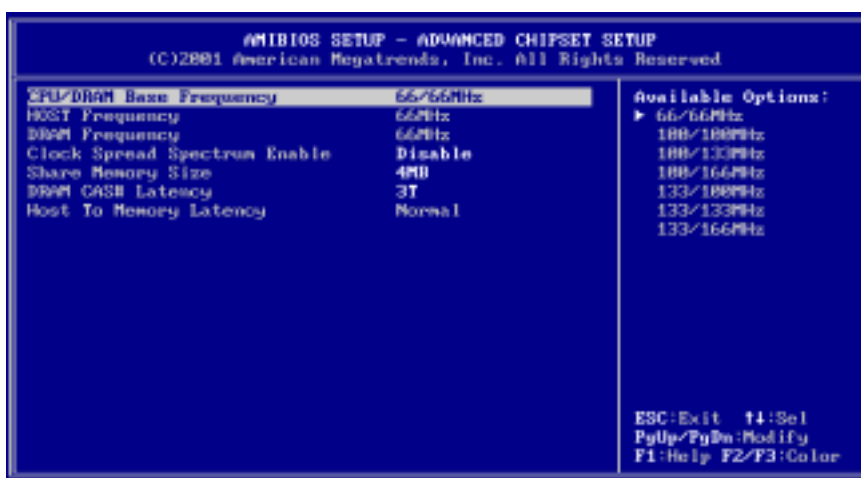 AMIBIOS SETUP – ADVANCED CHIPSET SETUP
(C)2001 American Megatrends, Inc. All Rights Reserved
CPU/DRAM Base Frequency 66/66MHz
HOST Frequency 66MHz
DRAM Frequency 66MHz
Clock Spread Spectrum Enable Disable
Share Memory Size 4MB
DRAM CAS# Latency 3T
Host To Memory Latency Normal
Available Options:
► 66/66MHz
100/100MHz
100/133MHz
100/166MHz
133/100MHz
133/133MHz
133/166MHz
ESC:Exit ↑↓:Sel
PgUp/PgDn:Modify
F1:Help F2/F3:Color